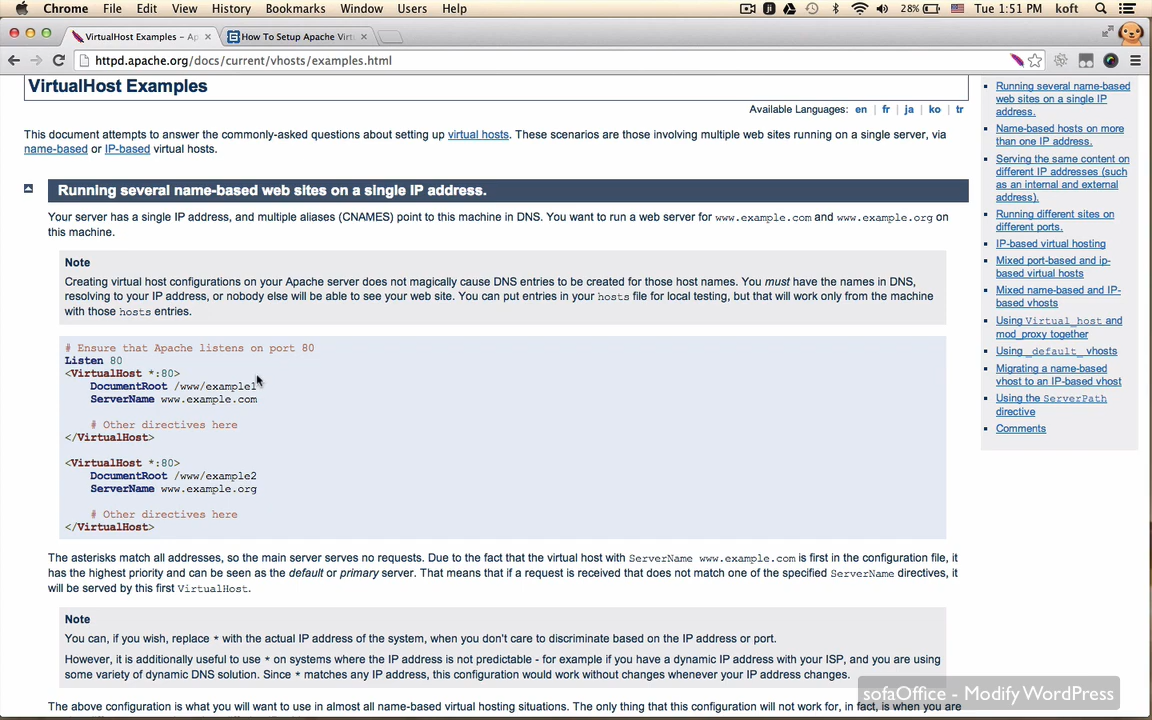 Chrome File Edit View History Bookmarks Window Users Help 28% Tue 1:51 PM koft
VirtualHost Examples – Ap How To Setup Apache Virt
httpd.apache.org/docs/current/vhosts/examples.html
VirtualHost Examples
Available Languages: en | fr | ja | ko | tr
This document attempts to answer the commonly-asked questions about setting up virtual hosts. These scenarios are those involving multiple web sites running on a single server, via
name-based or IP-based virtual hosts.
Running several name-based web sites on a single IP address.
Your server has a single IP address, and multiple aliases (CNAMES) point to this machine in DNS. You want to run a web server for www.example.com and www.example.org on
this machine.
Note
Creating virtual host configurations on your Apache server does not magically cause DNS entries to be created for those host names. You must have the names in DNS,
resolving to your IP address, or nobody else will be able to see your web site. You can put entries in your hosts file for local testing, but that will work only from the machine
with those hosts entries.
# Ensure that Apache listens on port 80
Listen 80
<VirtualHost *:80>
DocumentRoot /www/example1
ServerName www.example.com
# Other directives here
</VirtualHost>
<VirtualHost *:80>
DocumentRoot /www/example2
ServerName www.example.org
# Other directives here
</VirtualHost>
The asterisks match all addresses, so the main server serves no requests. Due to the fact that the virtual host with ServerName www.example.com is first in the configuration file, it
has the highest priority and can be seen as the default or primary server. That means that if a request is received that does not match one of the specified ServerName directives, it
will be served by this first VirtualHost.
Note
You can, if you wish, replace * with the actual IP address of the system, when you don't care to discriminate based on the IP address or port.
However, it is additionally useful to use * on systems where the IP address is not predictable - for example if you have a dynamic IP address with your ISP, and you are using
some variety of dynamic DNS solution. Since * matches any IP address, this configuration would work without changes whenever your IP address changes.
The above configuration is what you will want to use in almost all name-based virtual hosting situations. The only thing that this configuration will not work for, in fact, is when you are
Running several name-based
web sites on a single IP
address.
Name-based hosts on more
than one IP address.
Serving the same content on
different IP addresses (such
as an internal and external
address).
Running different sites on
different ports.
IP-based virtual hosting
Mixed port-based and ip-
based virtual hosts
Mixed name-based and IP-
based vhosts
Using Virtual_host and
mod_proxy together
Using _default_ vhosts
Migrating a name-based
vhost to an IP-based vhost
Using the ServerPath
directive
Comments
sofaOffice - Modify WordPress